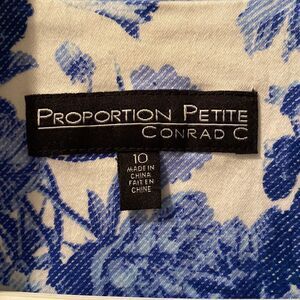 PROPORTION PETITE
CONRAD C
10
MADE IN
CHINA
FAIT EN
CHINE